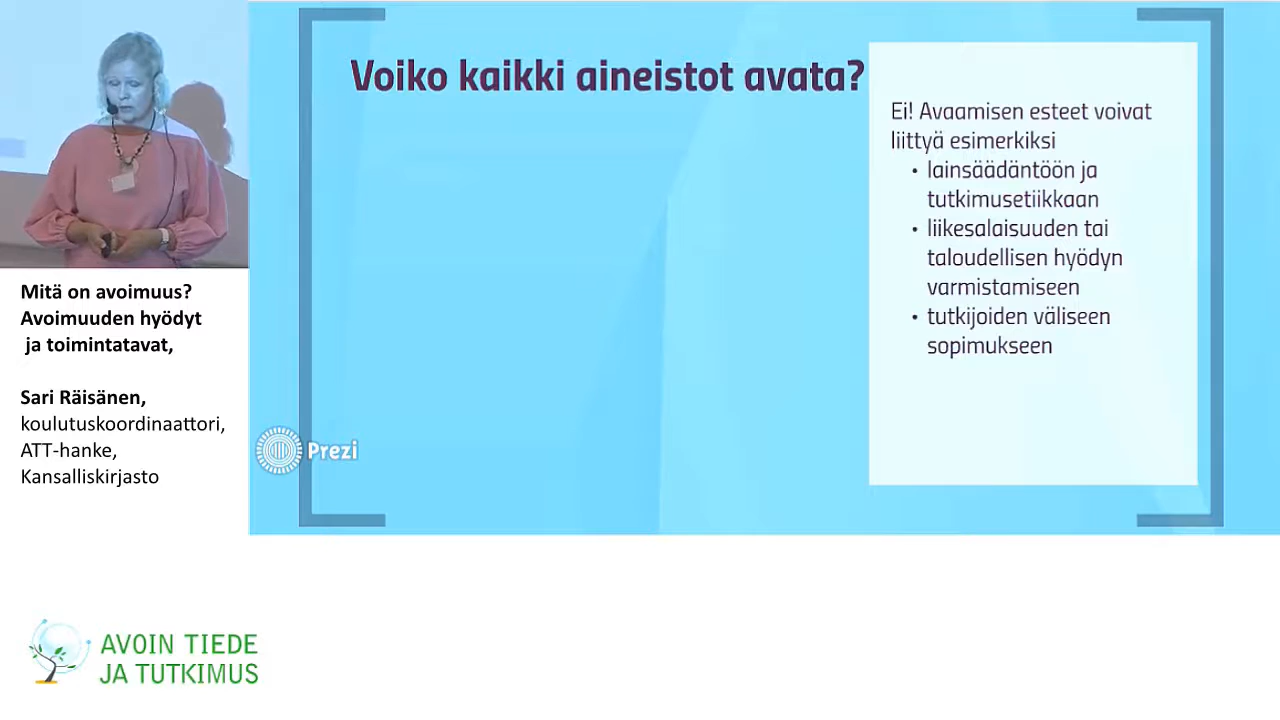 Voiko kaikki aineistot avata?
Ei! Avaamisen esteet voivat
liittyä esimerkiksi
• lainsäädäntöön ja
tutkimusetiikkaan
• liikesalaisuuden tai
taloudellisen hyödyn
varmistamiseen
• tutkijoiden väliseen
sopimukseen
Prezi
Mitä on avoimuus?
Avoimuuden hyödyt
ja toimintatavat,
Sari Räisänen,
koulutuskoordinaattori,
ATT-hanke,
Kansalliskirjasto
AVOIN TIEDE
JA TUTKIMUS